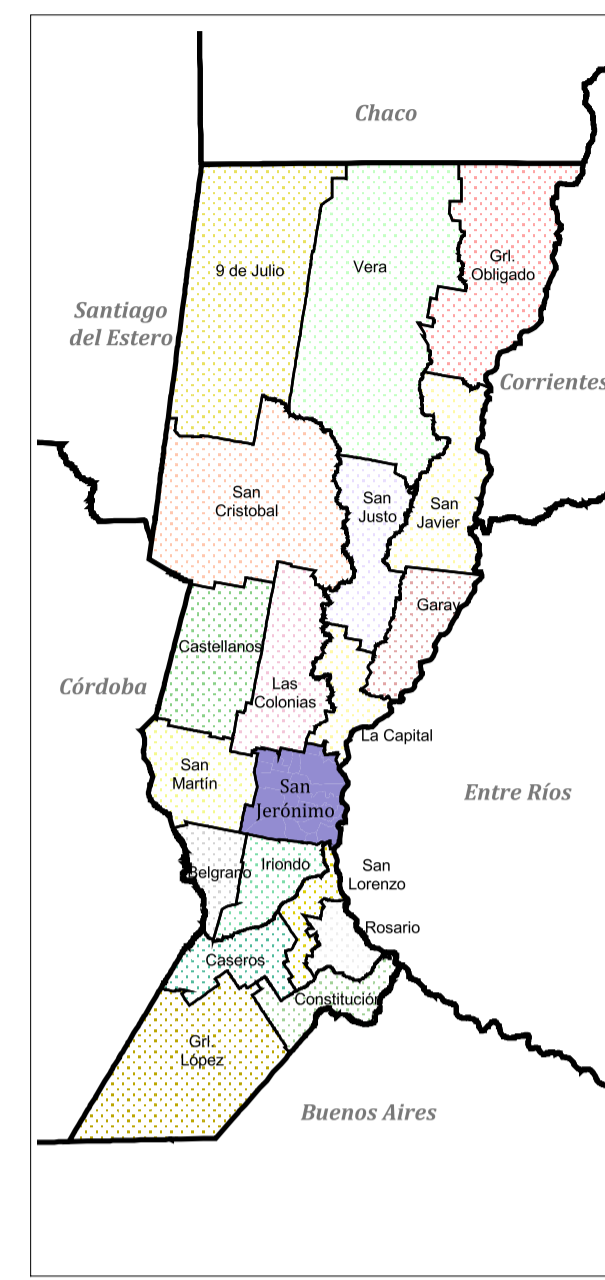 Chaco
9 de Julio
Vera
Grl.
Obligado
Santiago
del Estero
Corrientes
San
Cristobal
San
Justo
San
Javier
Garay
Castellanos
Las
Colonias
Córdoba
La Capital
San
Martín
San
Jerónimo
Entre Ríos
Belgrano
Iriondo
San
Lorenzo
Rosario
Caseros
Constitución
Grl.
López
Buenos Aires